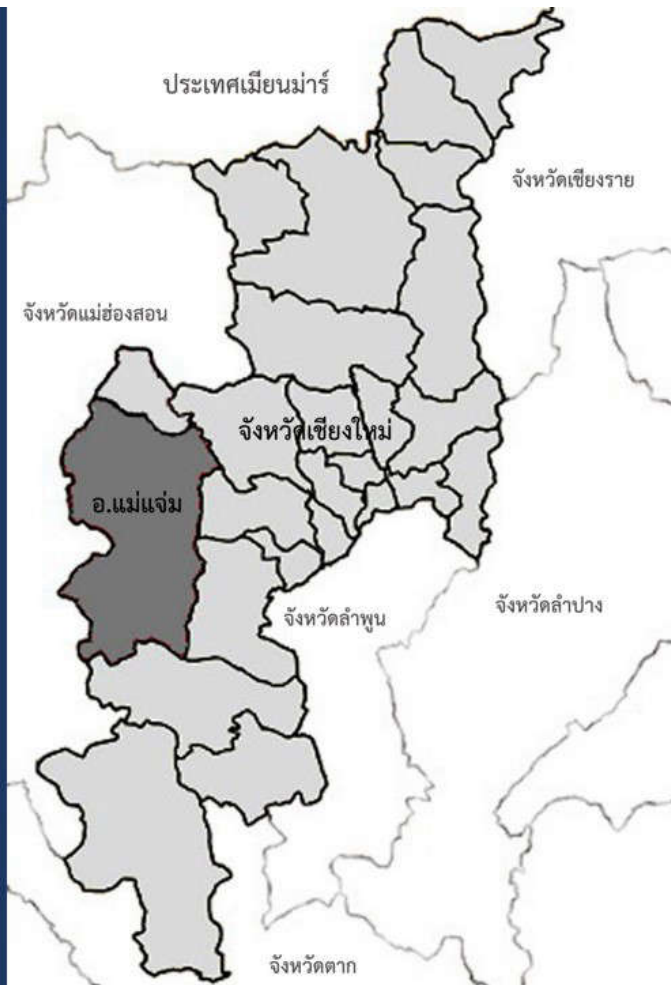 ประเทศเมียนม่าร์
จังหวัดเชียงราย
จังหวัดแม่ฮ่องสอน
จังหวัดเชียงใหม่
อ.แม่แจ่ม
จังหวัดลำพูน
จังหวัดลำปาง
จังหวัดตาก